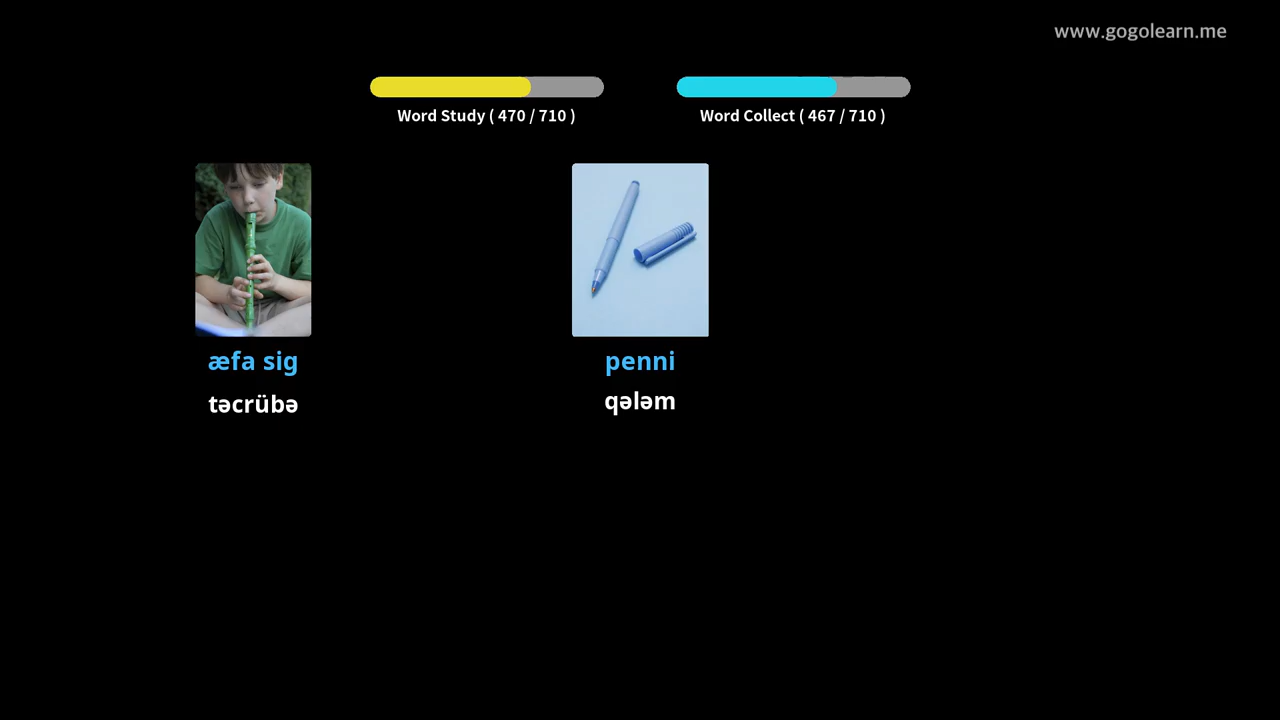 www.gogolearn.me
Word Study ( 470 / 710 )
Word Collect ( 467 / 710 )
æfa sig
təcrübə
penni
qələm